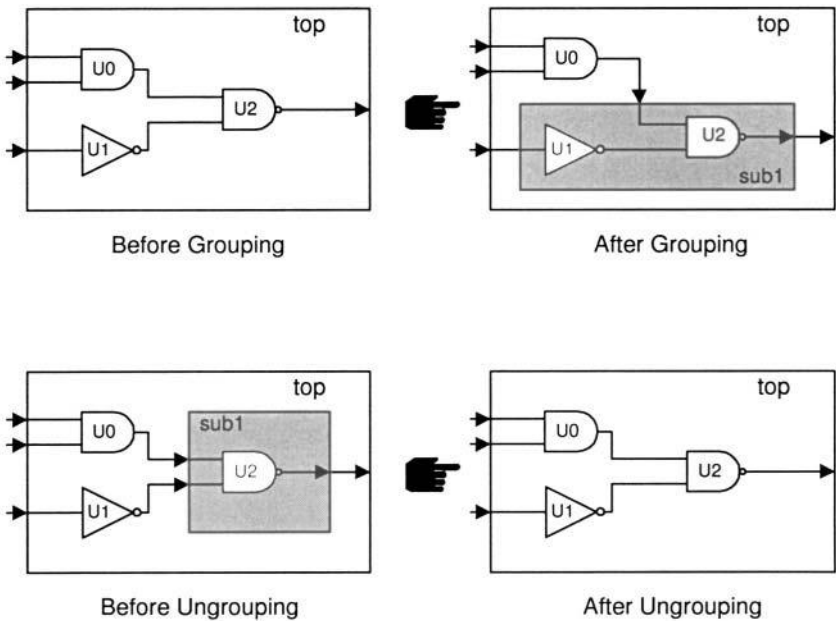 top
U0
U2
U1
Before Grouping
top
U0
U2
U1
sub1
After Grouping
top
sub1
U0
U2
U1
Before Ungrouping
top
U0
U2
U1
After Ungrouping